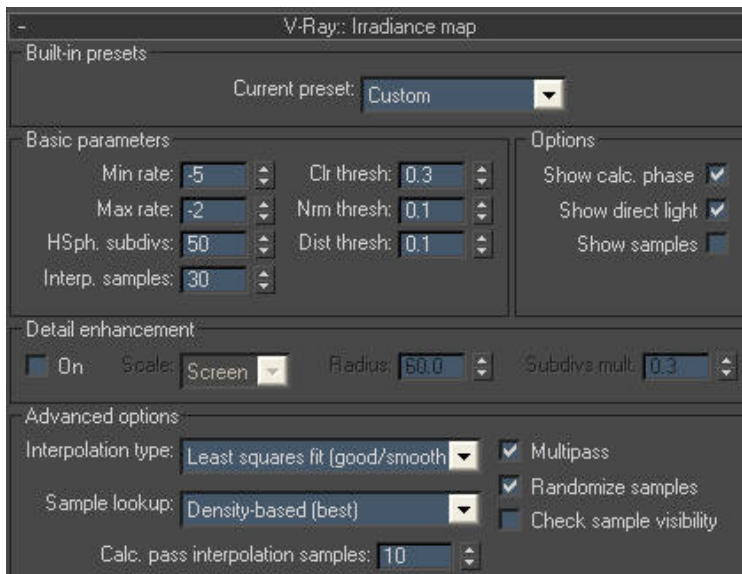 - V-Ray:: Irradiance map
Built-in presets
Current preset: Custom
Basic parameters
Min rate: -5
Max rate: -2
HSph. subdivs: 50
Interp. samples: 30
Clr thresh: 0.3
Nrm thresh: 0.1
Dist thresh: 0.1
Options
Show calc. phase
Show direct light
Show samples
Detail enhancement
On Scale: Screen Radius: 60.0 Subdivs mult. 0.3
Advanced options
Interpolation type: Least squares fit (good/smooth
Sample lookup: Density-based (best)
Calc. pass interpolation samples: 10
Multipass
Randomize samples
Check sample visibility